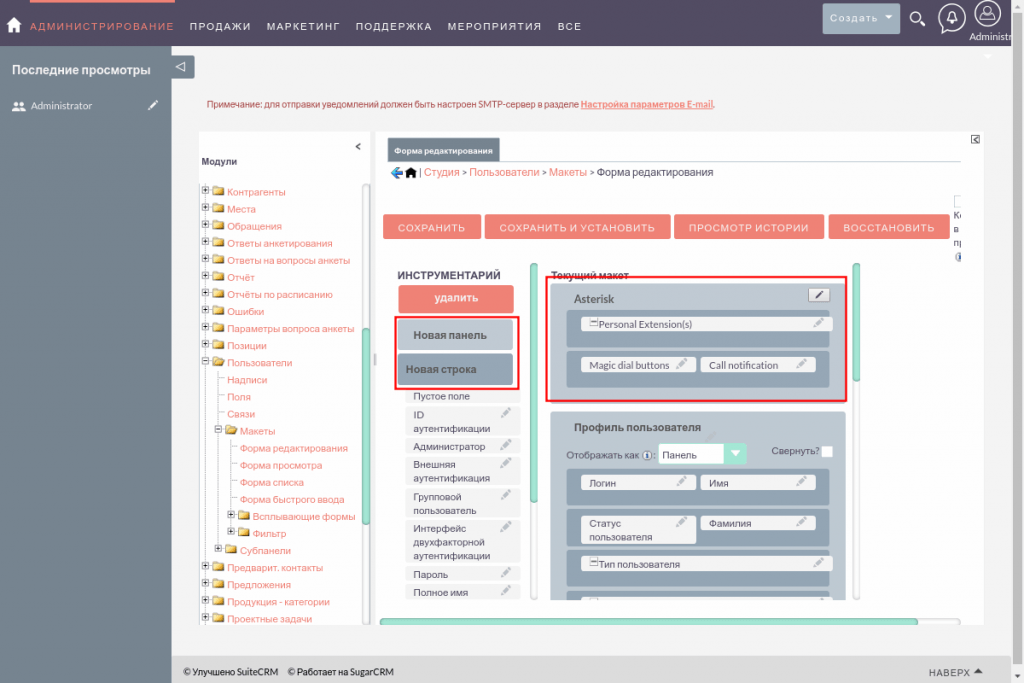 АДМИНИСТРИРОВАНИЕ ПРОДАЖИ МАРКЕТИНГ ПОДДЕРЖКА МЕРОПРИЯТИЯ ВСЕ
Создать
Administr
Последние просмотры
Administrator
Примечание: для отправки уведомлений должен быть настроен SMTP-сервер в разделе Настройка параметров E-mail.
Модули
Контрагенты
Места
Обращения
Ответы анкетирования
Ответы на вопросы анкеты
Отчёт
Отчёты по расписанию
Ошибки
Параметры вопроса анкеты
Позиции
Пользователи
Надписи
Поля
Связи
Макеты
Форма редактирования
Форма просмотра
Форма списка
Форма быстрого ввода
Всплывающие формы
Фильтр
Субпанели
Предварит. контакты
Предложения
Продукция - категории
Проектные задачи
Форма редактирования
| Студия > Пользователи > Макеты > Форма редактирования
СОХРАНИТЬ СОХРАНИТЬ И УСТАНОВИТЬ ПРОСМОТР ИСТОРИИ ВОССТАНОВИТЬ
ИНСТРУМЕНТАРИЙ
удалить
Новая панель
Новая строка
Пустое поле
ID
аутентификации
Администратор
Внешняя
аутентификация
Групповой
пользователь
Интерфейс
двухфакторной
аутентификации
Пароль
Полное имя
Текущий макет
Asterisk
Personal Extension(s)
Magic dial buttons Call notification
Профиль пользователя
Отображать как : Панель Свернуть?
Логин Имя
Статус
пользователя
Фамилия
Тип пользователя
© Улучшено SuiteCRM © Работает на SugarCRM
НАВЕРХ